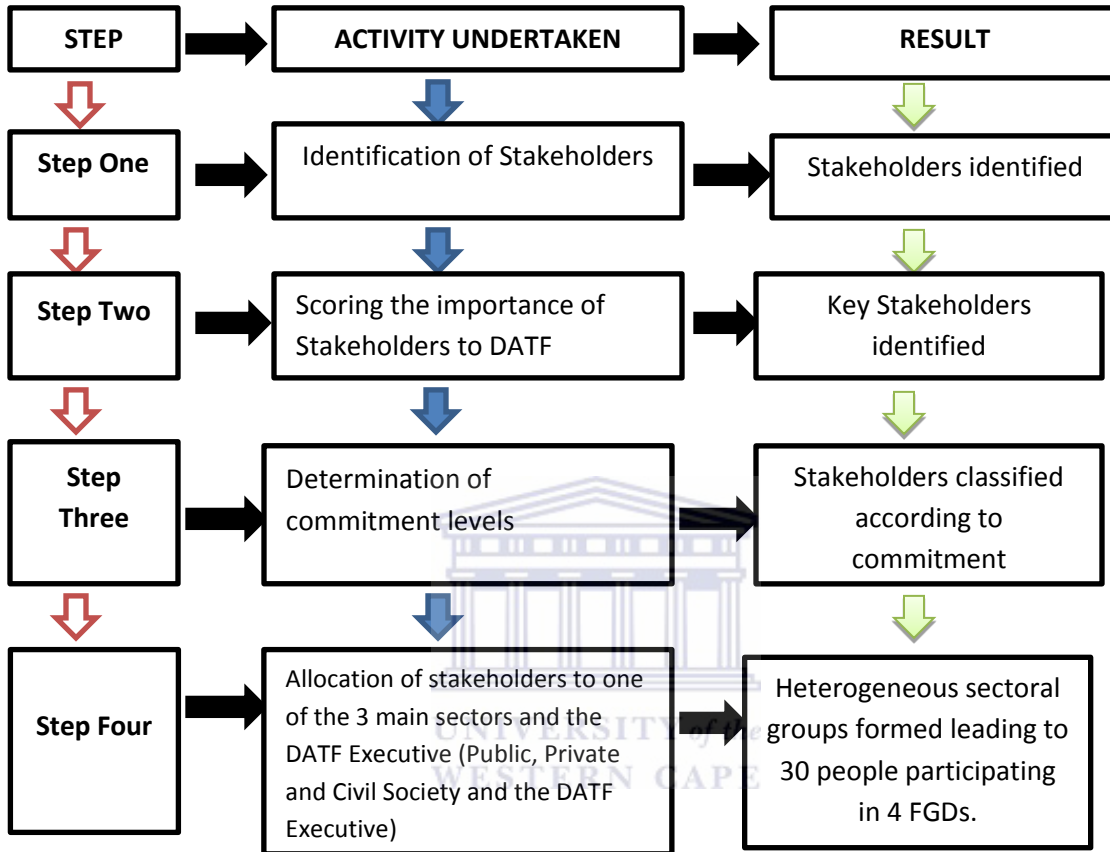 STEP
ACTIVITY UNDERTAKEN
RESULT
Step One
Identification of Stakeholders
Stakeholders identified
Step Two
Scoring the importance of
Stakeholders to DATF
Key Stakeholders
identified
Step
Three
Determination of
commitment levels
Stakeholders classified
according to
commitment
Step Four
Allocation of stakeholders to one
of the 3 main sectors and the
DATF Executive (Public, Private
and Civil Society and the DATF
Executive)
Heterogeneous sectoral
groups formed leading to
30 people participating
in 4 FGDs.
UNIVERSITY of the
WESTERN CAPE